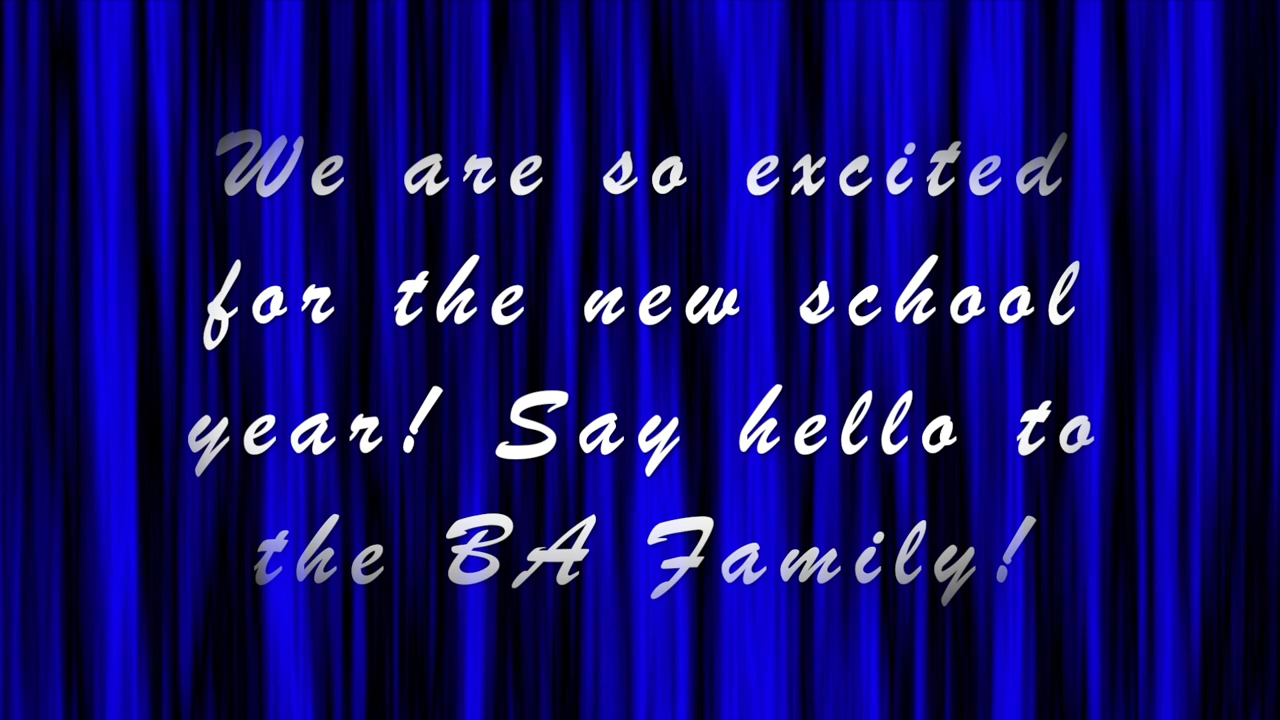 We are so excited
for the new school
year! Say hello to
the BA Family!